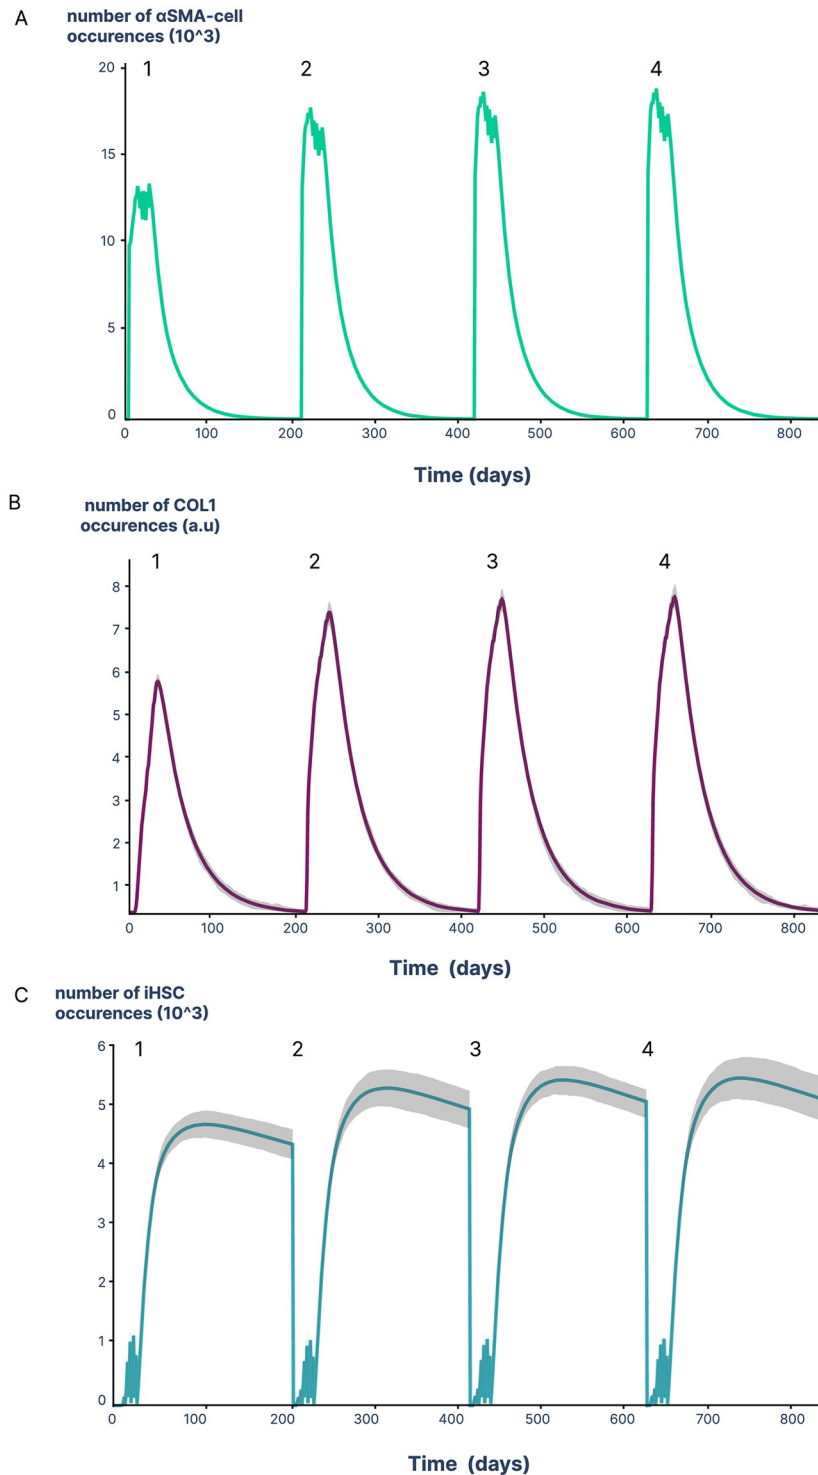 A
number of αSMA-cell
occurences (10^3)
1 2 3 4
20
15
10
5
0
0 100 200 300 400 500 600 700 800
Time (days)
B
number of COL1
occurences (a.u)
1 2 3 4
8
7
6
5
4
3
2
1
0 100 200 300 400 500 600 700 800
Time (days)
C
number of iHSC
occurences (10^3)
1 2 3 4
6
5
4
3
2
1
0
0 100 200 300 400 500 600 700 800
Time (days)